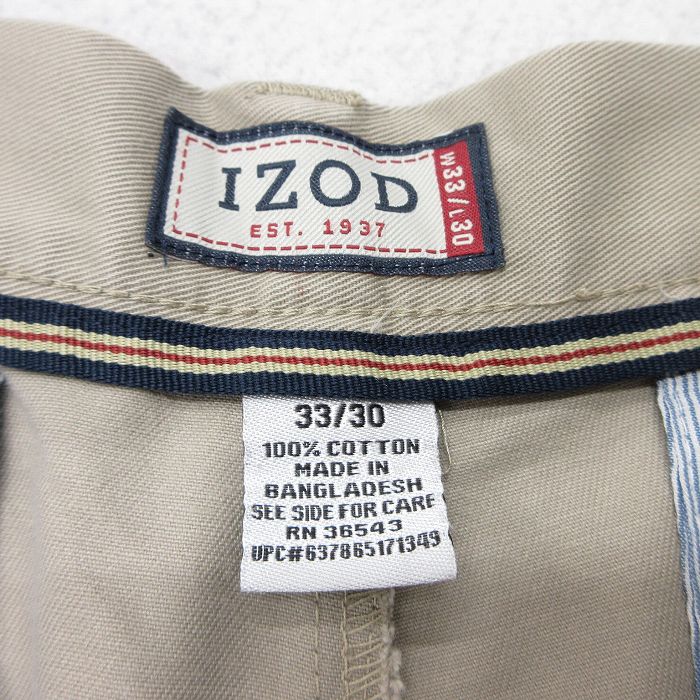 IZOD
EST. 1937
W33/L30
33/30
100% COTTON
MADE IN
BANGLADESH
SEE SIDE FOR CARE
RN 36543
UPC#637865171349